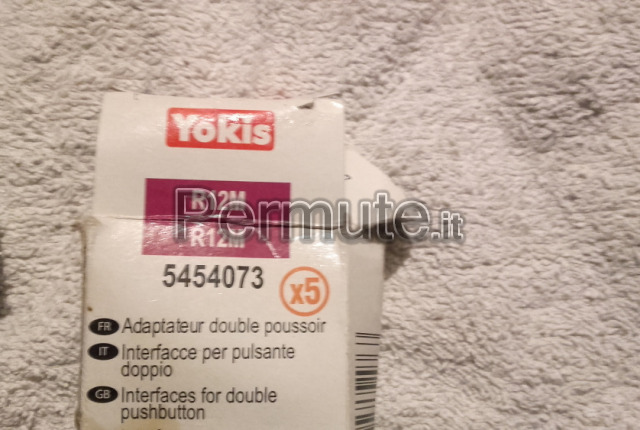 Yokis
R12M
Permute.it
R12M
5454073
x5
FR Adaptateur double poussoir
IT Interfacce per pulsante
doppio
GB Interfaces for double
pushbutton